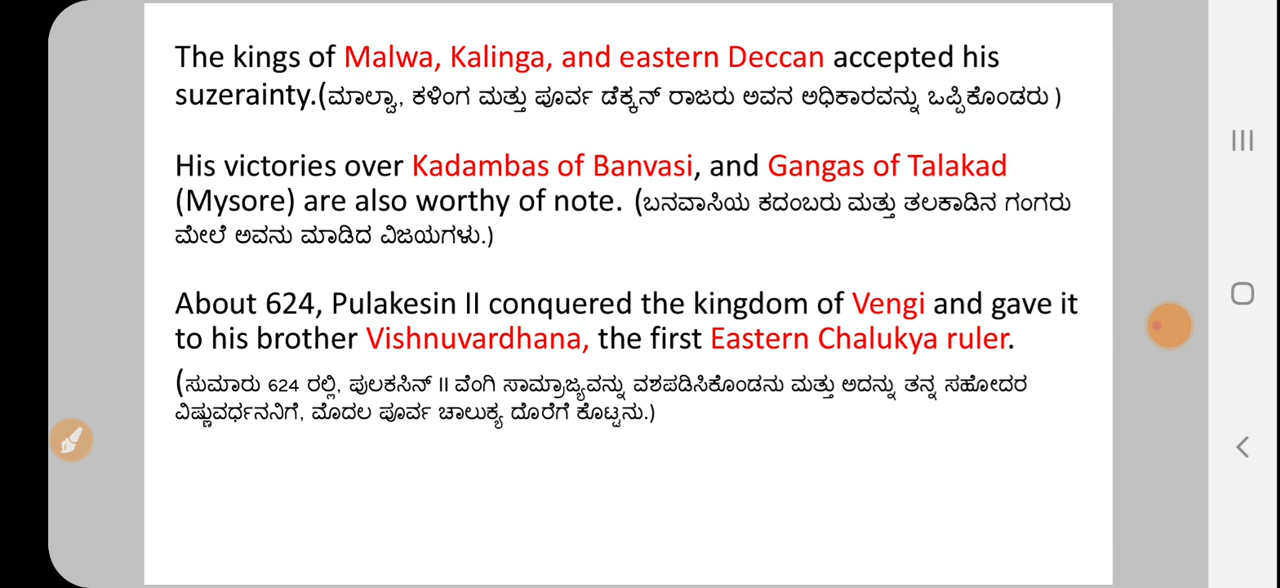 The kings of Malwa, Kalinga, and eastern Deccan accepted his
suzerainty.(ಮಾಲ್ವಾ, ಕಳಿಂಗ ಮತ್ತು ಪೂರ್ವ ಡೆಕ್ಕನ್ ರಾಜರು ಅವನ ಅಧಿಕಾರವನ್ನು ಒಪ್ಪಿಕೊಂಡರು )
His victories over Kadambas of Banvasi, and Gangas of Talakad
(Mysore) are also worthy of note. (ಬನವಾಸಿಯ ಕದಂಬರು ಮತ್ತು ತಲಕಾಡಿನ ಗಂಗರು
ಮೇಲೆ ಅವನು ಮಾಡಿದ ವಿಜಯಗಳು.)
About 624, Pulakesin II conquered the kingdom of Vengi and gave it
to his brother Vishnuvardhana, the first Eastern Chalukya ruler.
(ಸುಮಾರು 624 ರಲ್ಲಿ, ಪುಲಕಸಿನ್ II ವೆಂಗಿ ಸಾಮ್ರಾಜ್ಯವನ್ನು ವಶಪಡಿಸಿಕೊಂಡನು ಮತ್ತು ಅದನ್ನು ತನ್ನ ಸಹೋದರ
ವಿಷ್ಣುವರ್ಧನನಿಗೆ, ಮೊದಲ ಪೂರ್ವ ಚಾಲುಕ್ಯ ದೊರೆಗೆ ಕೊಟ್ಟನು.)